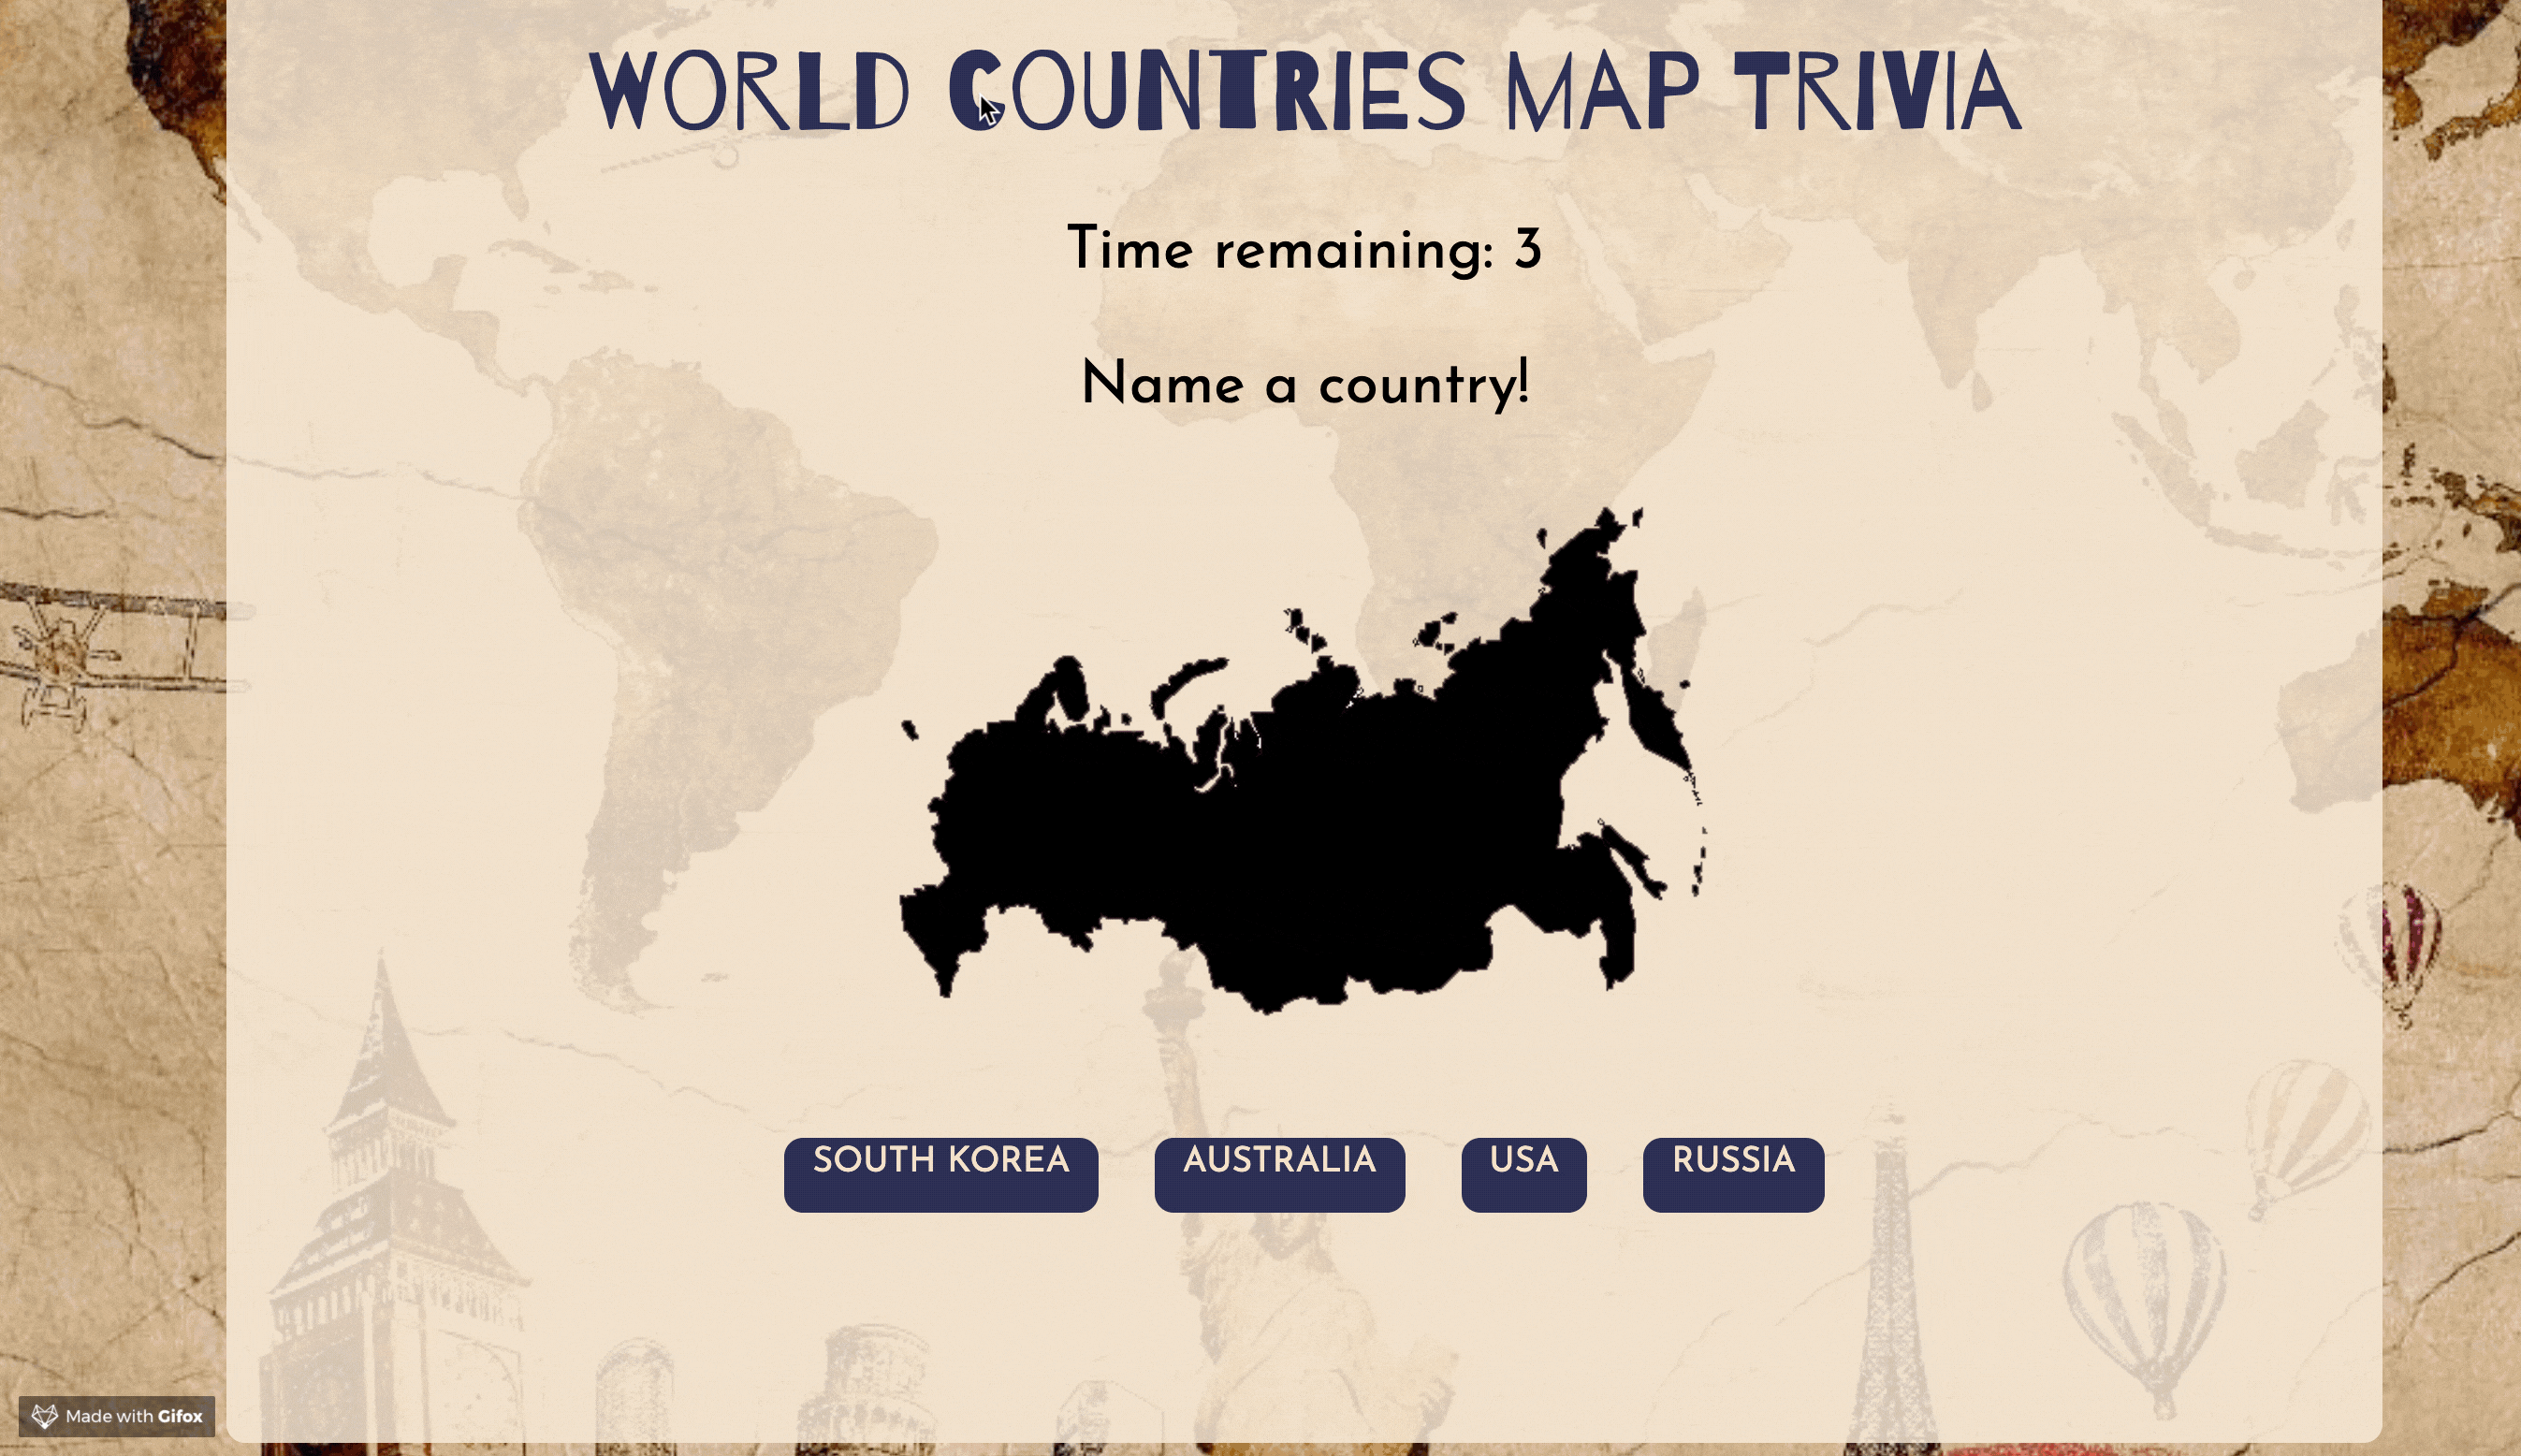 WORLD COUNTRIES MAP TRIVIA
Time remaining: 3
Name a country!
SOUTH KOREA
AUSTRALIA
USA
RUSSIA
Made with Gifox